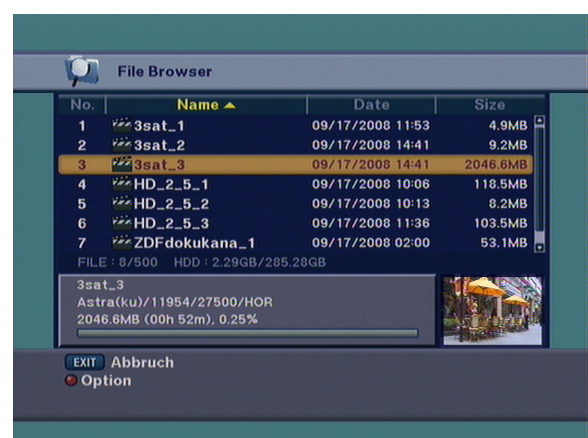 File Browser
No. Name ▲ Date Size
1 3sat_1 09/17/2008 11:53 4.9MB
2 3sat_2 09/17/2008 14:41 9.2MB
3 3sat_3 09/17/2008 14:41 2046.6MB
4 HD_2_5_1 09/17/2008 10:06 118.5MB
5 HD_2_5_2 09/17/2008 10:13 8.2MB
6 HD_2_5_3 09/17/2008 11:36 103.5MB
7 ZDFdokukana_1 09/17/2008 02:00 53.1MB
FILE : 8/500 HDD : 2.29GB/285.28GB
3sat_3
Astra(ku)/11954/27500/HOR
2046.6MB (00h 52m), 0.25%
EXIT Abbruch
Option